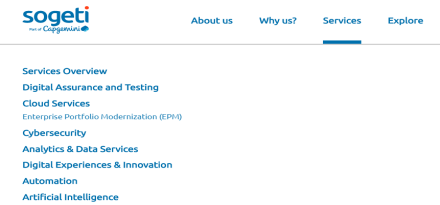 sogeti
Part of Capgemini
About us
Why us?
Services
Explore
Services Overview
Digital Assurance and Testing
Cloud Services
Enterprise Portfolio Modernization (EPM)
Cybersecurity
Analytics & Data Services
Digital Experiences & Innovation
Automation
Artificial Intelligence